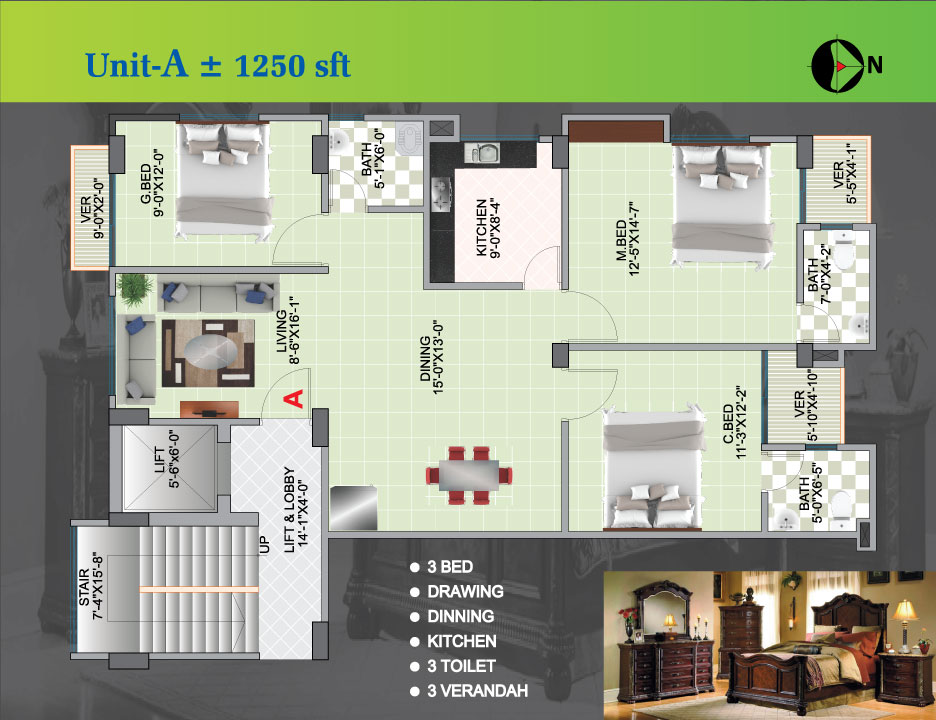 Unit-A ± 1250 sft
N
VER
9'-0"X2'-0"
G.BED
9'-0"X12'-0"
BATH
5'-1"X6'-0"
KITCHEN
9'-0"X8'-4"
M.BED
12'-5"X14'-7"
VER
5'-5"X4'-1"
BATH
7'-0"X4'-2"
LIVING
8'-6"X16'-1"
A
DINING
15'-0"X13'-0"
C.BED
11'-3"X12'-2"
VER
5'-10"X4'-10"
BATH
5'-0"X6'-5"
LIFT
5'-6"x6'-0"
LIFT & LOBBY
14'-1"X4'-0"
UP
STAIR
7'-4"X15'-8"
● 3 BED
● DRAWING
● DINNING
● KITCHEN
● 3 TOILET
● 3 VERANDAH